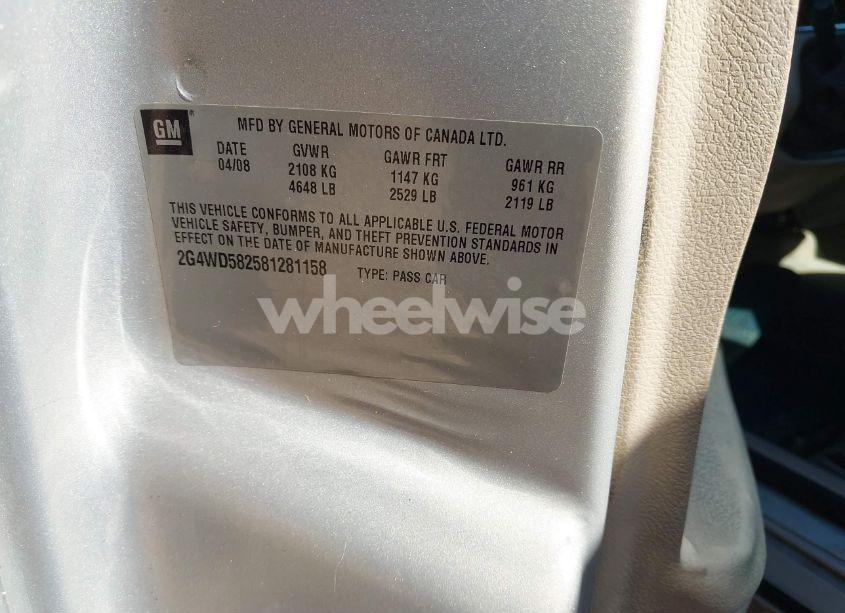 GM
MFD BY GENERAL MOTORS OF CANADA LTD.
DATE GVWR GAWR FRT GAWR RR
04/08 2108 KG 1147 KG 961 KG
4648 LB 2529 LB 2119 LB
THIS VEHICLE CONFORMS TO ALL APPLICABLE U.S. FEDERAL MOTOR
VEHICLE SAFETY, BUMPER, AND THEFT PREVENTION STANDARDS IN
EFFECT ON THE DATE OF MANUFACTURE SHOWN ABOVE.
2G4WD582581281158 TYPE: PASS CAR
wheelwise